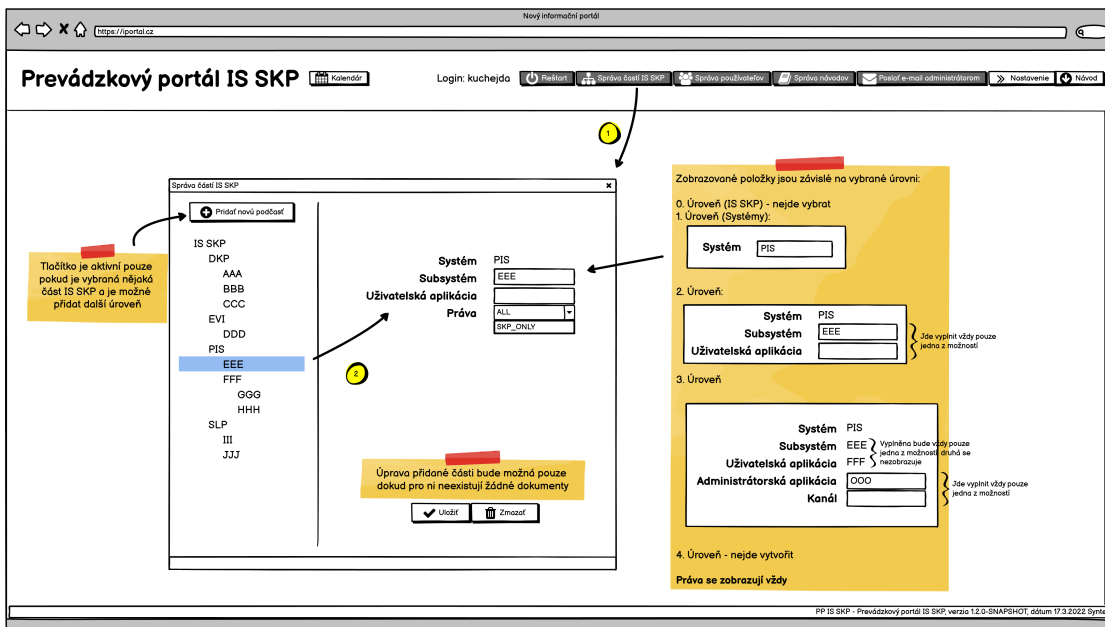 Nový informační portál
https://iportal.cz
Prevádzkový portál IS SKP
Kalendár
Login: kuchejda
Reštart
Správa častí IS SKP
Správa používateľov
Správa návodov
Poslať e-mail administrátorom
Nastavenie
Návod
1
Správa částí IS SKP
Pridať novú podčasť
Tlačítko je aktivní pouze
pokud je vybraná nějaká
část IS SKP a je možné
přidat další úroveň
IS SKP
DKP
AAA
BBB
CCC
EVI
DDD
PIS
EEE
FFF
GGG
HHH
SLP
III
JJJ
Systém PIS
Subsystém EEE
Uživatelská aplikácia
Práva ALL
SKP_ONLY
2
Úprava přidané části bude možná pouze
dokud pro ni neexistují žádné dokumenty
Uložiť
Zmazať
Zobrazované položky jsou závislé na vybrané úrovni:
0. Úroveň (IS SKP) - nejde vybrat
1. Úroveň (Systémy):
Systém PIS
2. Úroveň:
Systém PIS
Subsystém EEE
Uživatelská aplikácia
Jde vyplnit vždy pouze
jedna z možností
3. Úroveň
Systém PIS
Subsystém EEE
Uživatelská aplikácia FFF
Vyplněna bude vždy pouze
jedna z možností druhá se
nezobrazuje
Administrátorská aplikácia OOO
Kanál
Jde vyplnit vždy pouze
jedna z možností
4. Úroveň - nejde vytvořit
Práva se zobrazují vždy
PP IS SKP - Prevádzkový portál IS SKP, verzia 1.2.0-SNAPSHOT, dátum 17.3.2022 Synte